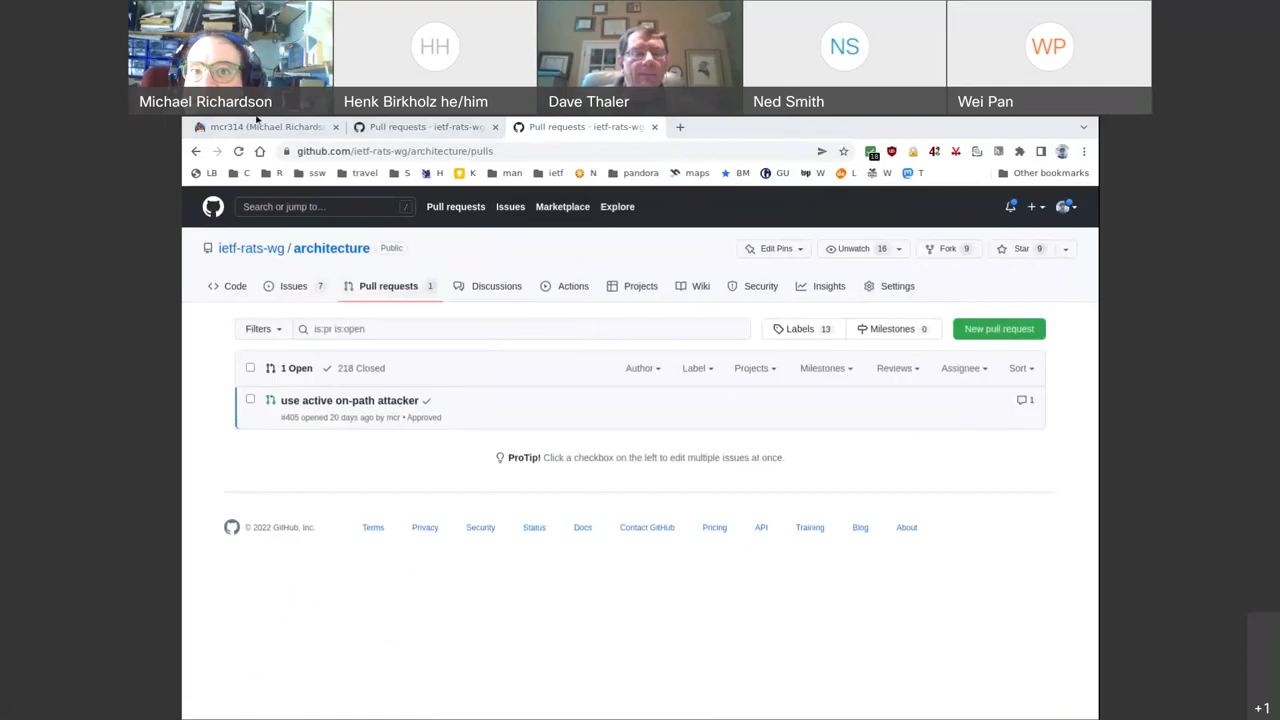 HH
NS
WP
Michael Richardson
Henk Birkholz he/him
Dave Thaler
Ned Smith
Wei Pan
mcr314 (Michael Richards
Pull requests · ietf-rats-wg/
Pull requests · ietf-rats-wg/
github.com/ietf-rats-wg/architecture/pulls
18
LB
C
R
ssw
travel
S
H
K
man
ietf
N
pandora
maps
BM
GU
W
L
W
T
Other bookmarks
Search or jump to…
/
Pull requests
Issues
Marketplace
Explore
ietf-rats-wg / architecture
Public
Edit Pins
Unwatch 16
Fork 9
Star 9
Code
Issues 7
Pull requests 1
Discussions
Actions
Projects
Wiki
Security
Insights
Settings
Filters
is:pr is:open
Labels 13
Milestones 0
New pull request
1 Open
218 Closed
Author
Label
Projects
Milestones
Reviews
Assignee
Sort
use active on-path attacker
1
#405 opened 20 days ago by mcr • Approved
ProTip! Click a checkbox on the left to edit multiple issues at once.
© 2022 GitHub, Inc.
Terms
Privacy
Security
Status
Docs
Contact GitHub
Pricing
API
Training
Blog
About
+1